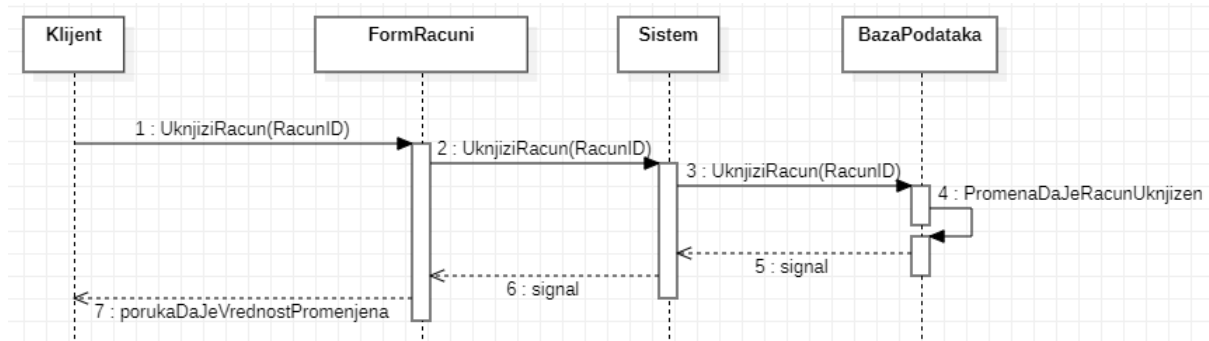 Klijent
FormRacuni
Sistem
BazaPodataka
1 : UknjiziRacun(RacunID)
2 : UknjiziRacun(RacunID)
3 : UknjiziRacun(RacunID)
4 : PromenaDaJeRacunUknjizen
5 : signal
6 : signal
7 : porukaDaJeVrednostPromenjena